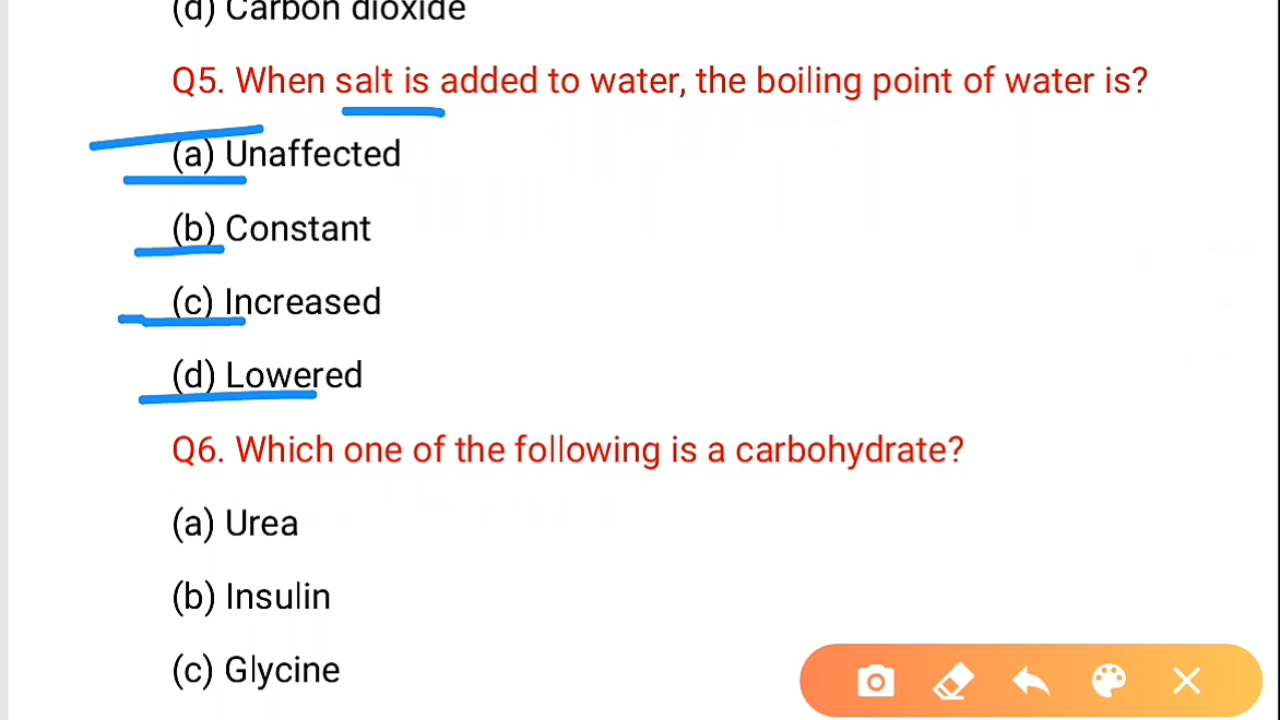 (d) Carbon dioxide
Q5. When salt is added to water, the boiling point of water is?
(a) Unaffected
(b) Constant
(c) Increased
(d) Lowered
Q6. Which one of the following is a carbohydrate?
(a) Urea
(b) Insulin
(c) Glycine